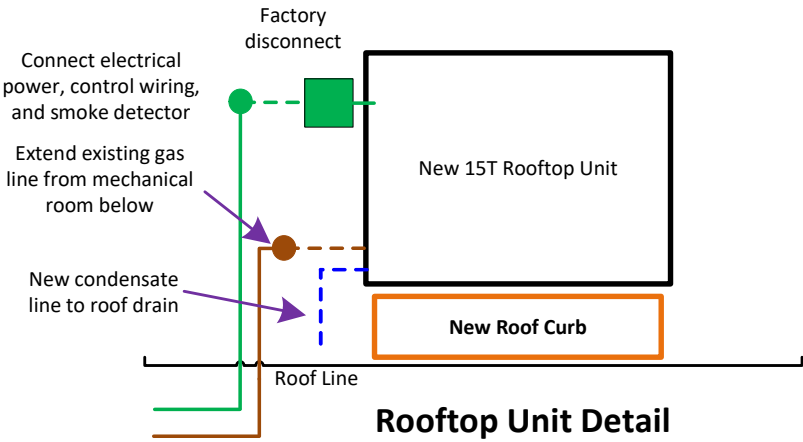 Factory
disconnect
Connect electrical
power, control wiring,
and smoke detector
Extend existing gas
line from mechanical
room below
New 15T Rooftop Unit
New condensate
line to roof drain
New Roof Curb
Roof Line
Rooftop Unit Detail